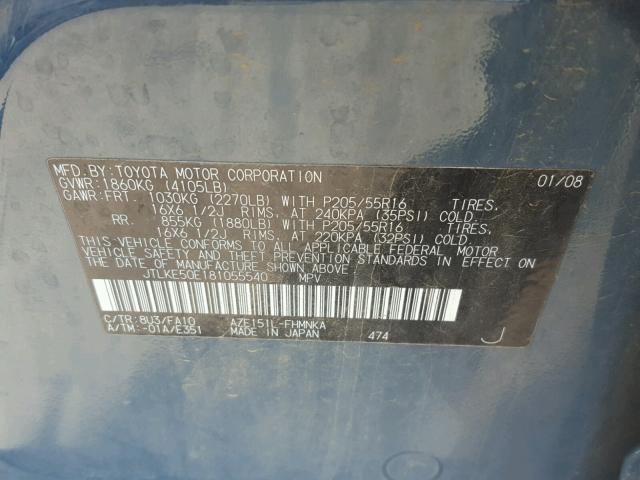 MFD.BY:TOYOTA MOTOR CORPORATION 01/08
GVWR:1860KG (4105LB)
GAWR:FRT. 1030KG (2270LB) WITH P205/55R16 TIRES.
16X6 1/2J RIMS, AT 240KPA (35PSI) COLD.
RR. 855KG (1880LB) WITH P205/55R16 TIRES.
16X6 1/2J RIMS, AT 220KPA (32PSI) COLD.
THIS VEHICLE CONFORMS TO ALL APPLICABLE FEDERAL MOTOR
VEHICLE SAFETY AND THEFT PREVENTION STANDARDS IN EFFECT ON
THE DATE OF MANUFACTURE SHOWN ABOVE.
JTLKE50E181055540 MPV
C/TR:8U3/FA10 AZE151L-FHMNKA
A/TM:-01A/E351 MADE IN JAPAN 474 J